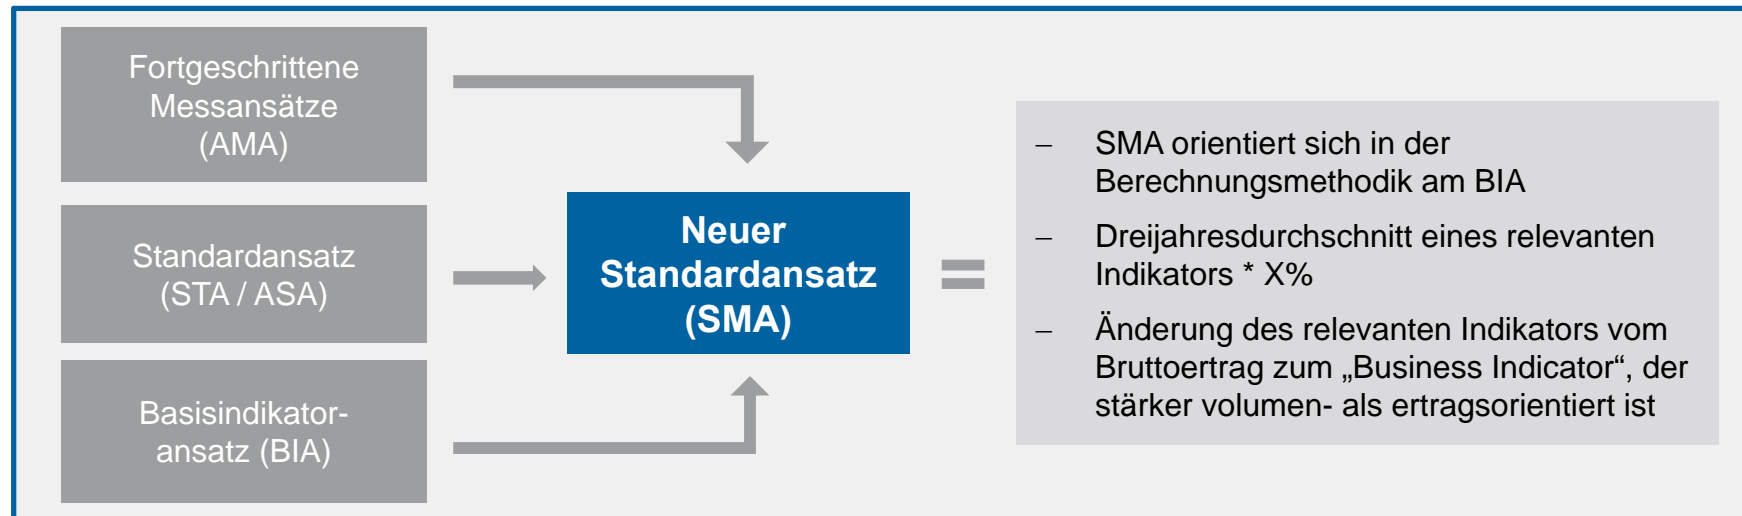 Fortgeschrittene
Messansätze
(AMA)
Standardansatz
(STA / ASA)
Basisindikator-
ansatz (BIA)
Neuer
Standardansatz
(SMA)
=
– SMA orientiert sich in der
Berechnungsmethodik am BIA
– Dreijahresdurchschnitt eines relevanten
Indikators * X%
– Änderung des relevanten Indikators vom
Bruttoertrag zum „Business Indicator“, der
stärker volumen- als ertragsorientiert ist